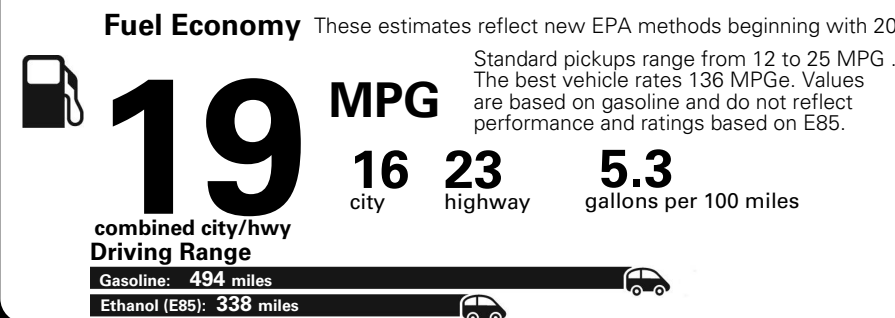 Fuel Economy These estimates reflect new EPA methods beginning with 20
Standard pickups range from 12 to 25 MPG .
The best vehicle rates 136 MPGe. Values
are based on gasoline and do not reflect
performance and ratings based on E85.
19 MPG
combined city/hwy
16 city
23 highway
5.3 gallons per 100 miles
Driving Range
Gasoline: 494 miles
Ethanol (E85): 338 miles